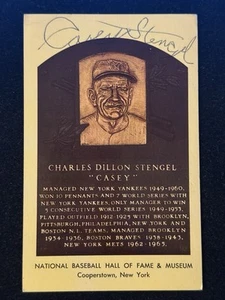 Casey Stengel
CHARLES DILLON STENGEL
"CASEY"
MANAGED NEW YORK YANKEES 1949-1960.
WON 10 PENNANTS AND 7 WORLD SERIES WITH
NEW YORK YANKEES. ONLY MANAGER TO WIN
5 CONSECUTIVE WORLD SERIES 1949-1953.
PLAYED OUTFIELD 1912-1925 WITH BROOKLYN,
PITTSBURGH, PHILADELPHIA, NEW YORK AND
BOSTON N.L. TEAMS. MANAGED BROOKLYN
1934-1936, BOSTON BRAVES 1938-1943,
NEW YORK METS 1962-1965.
NATIONAL BASEBALL HALL OF FAME & MUSEUM
Cooperstown, New York